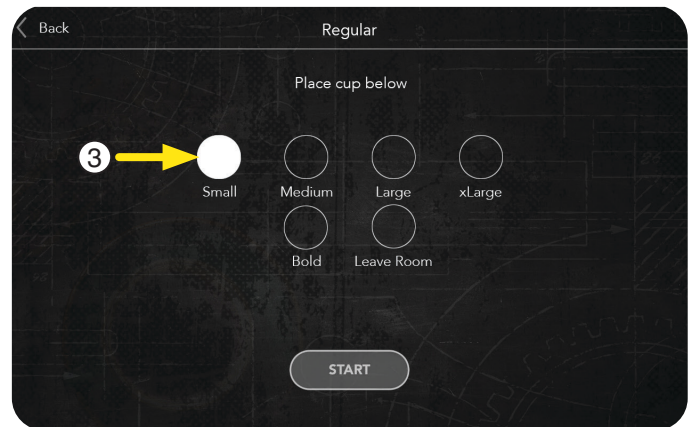 Back
Regular
Place cup below
3
Small Medium Large xLarge
Bold Leave Room
START